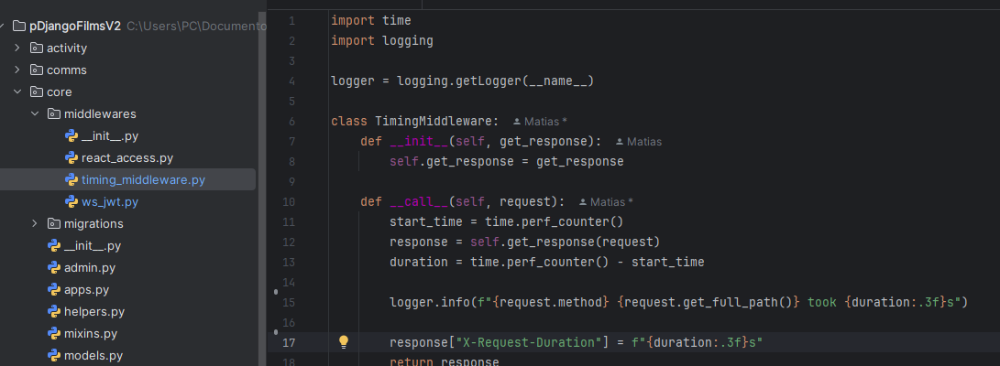 pDjangoFilmsV2 C:\Users\PC\Documento
activity
comms
core
middlewares
__init__.py
react_access.py
timing_middleware.py
ws_jwt.py
migrations
__init__.py
admin.py
apps.py
helpers.py
mixins.py
models.py
1 import time
2 import logging
3
4 logger = logging.getLogger(__name__)
5
6 class TimingMiddleware: Matias *
7 def __init__(self, get_response): Matias
8 self.get_response = get_response
9
10 def __call__(self, request): Matias *
11 start_time = time.perf_counter()
12 response = self.get_response(request)
13 duration = time.perf_counter() - start_time
14
15 logger.info(f"{request.method} {request.get_full_path()} took {duration:.3f}s")
16
17 response["X-Request-Duration"] = f"{duration:.3f}s"
18 return response